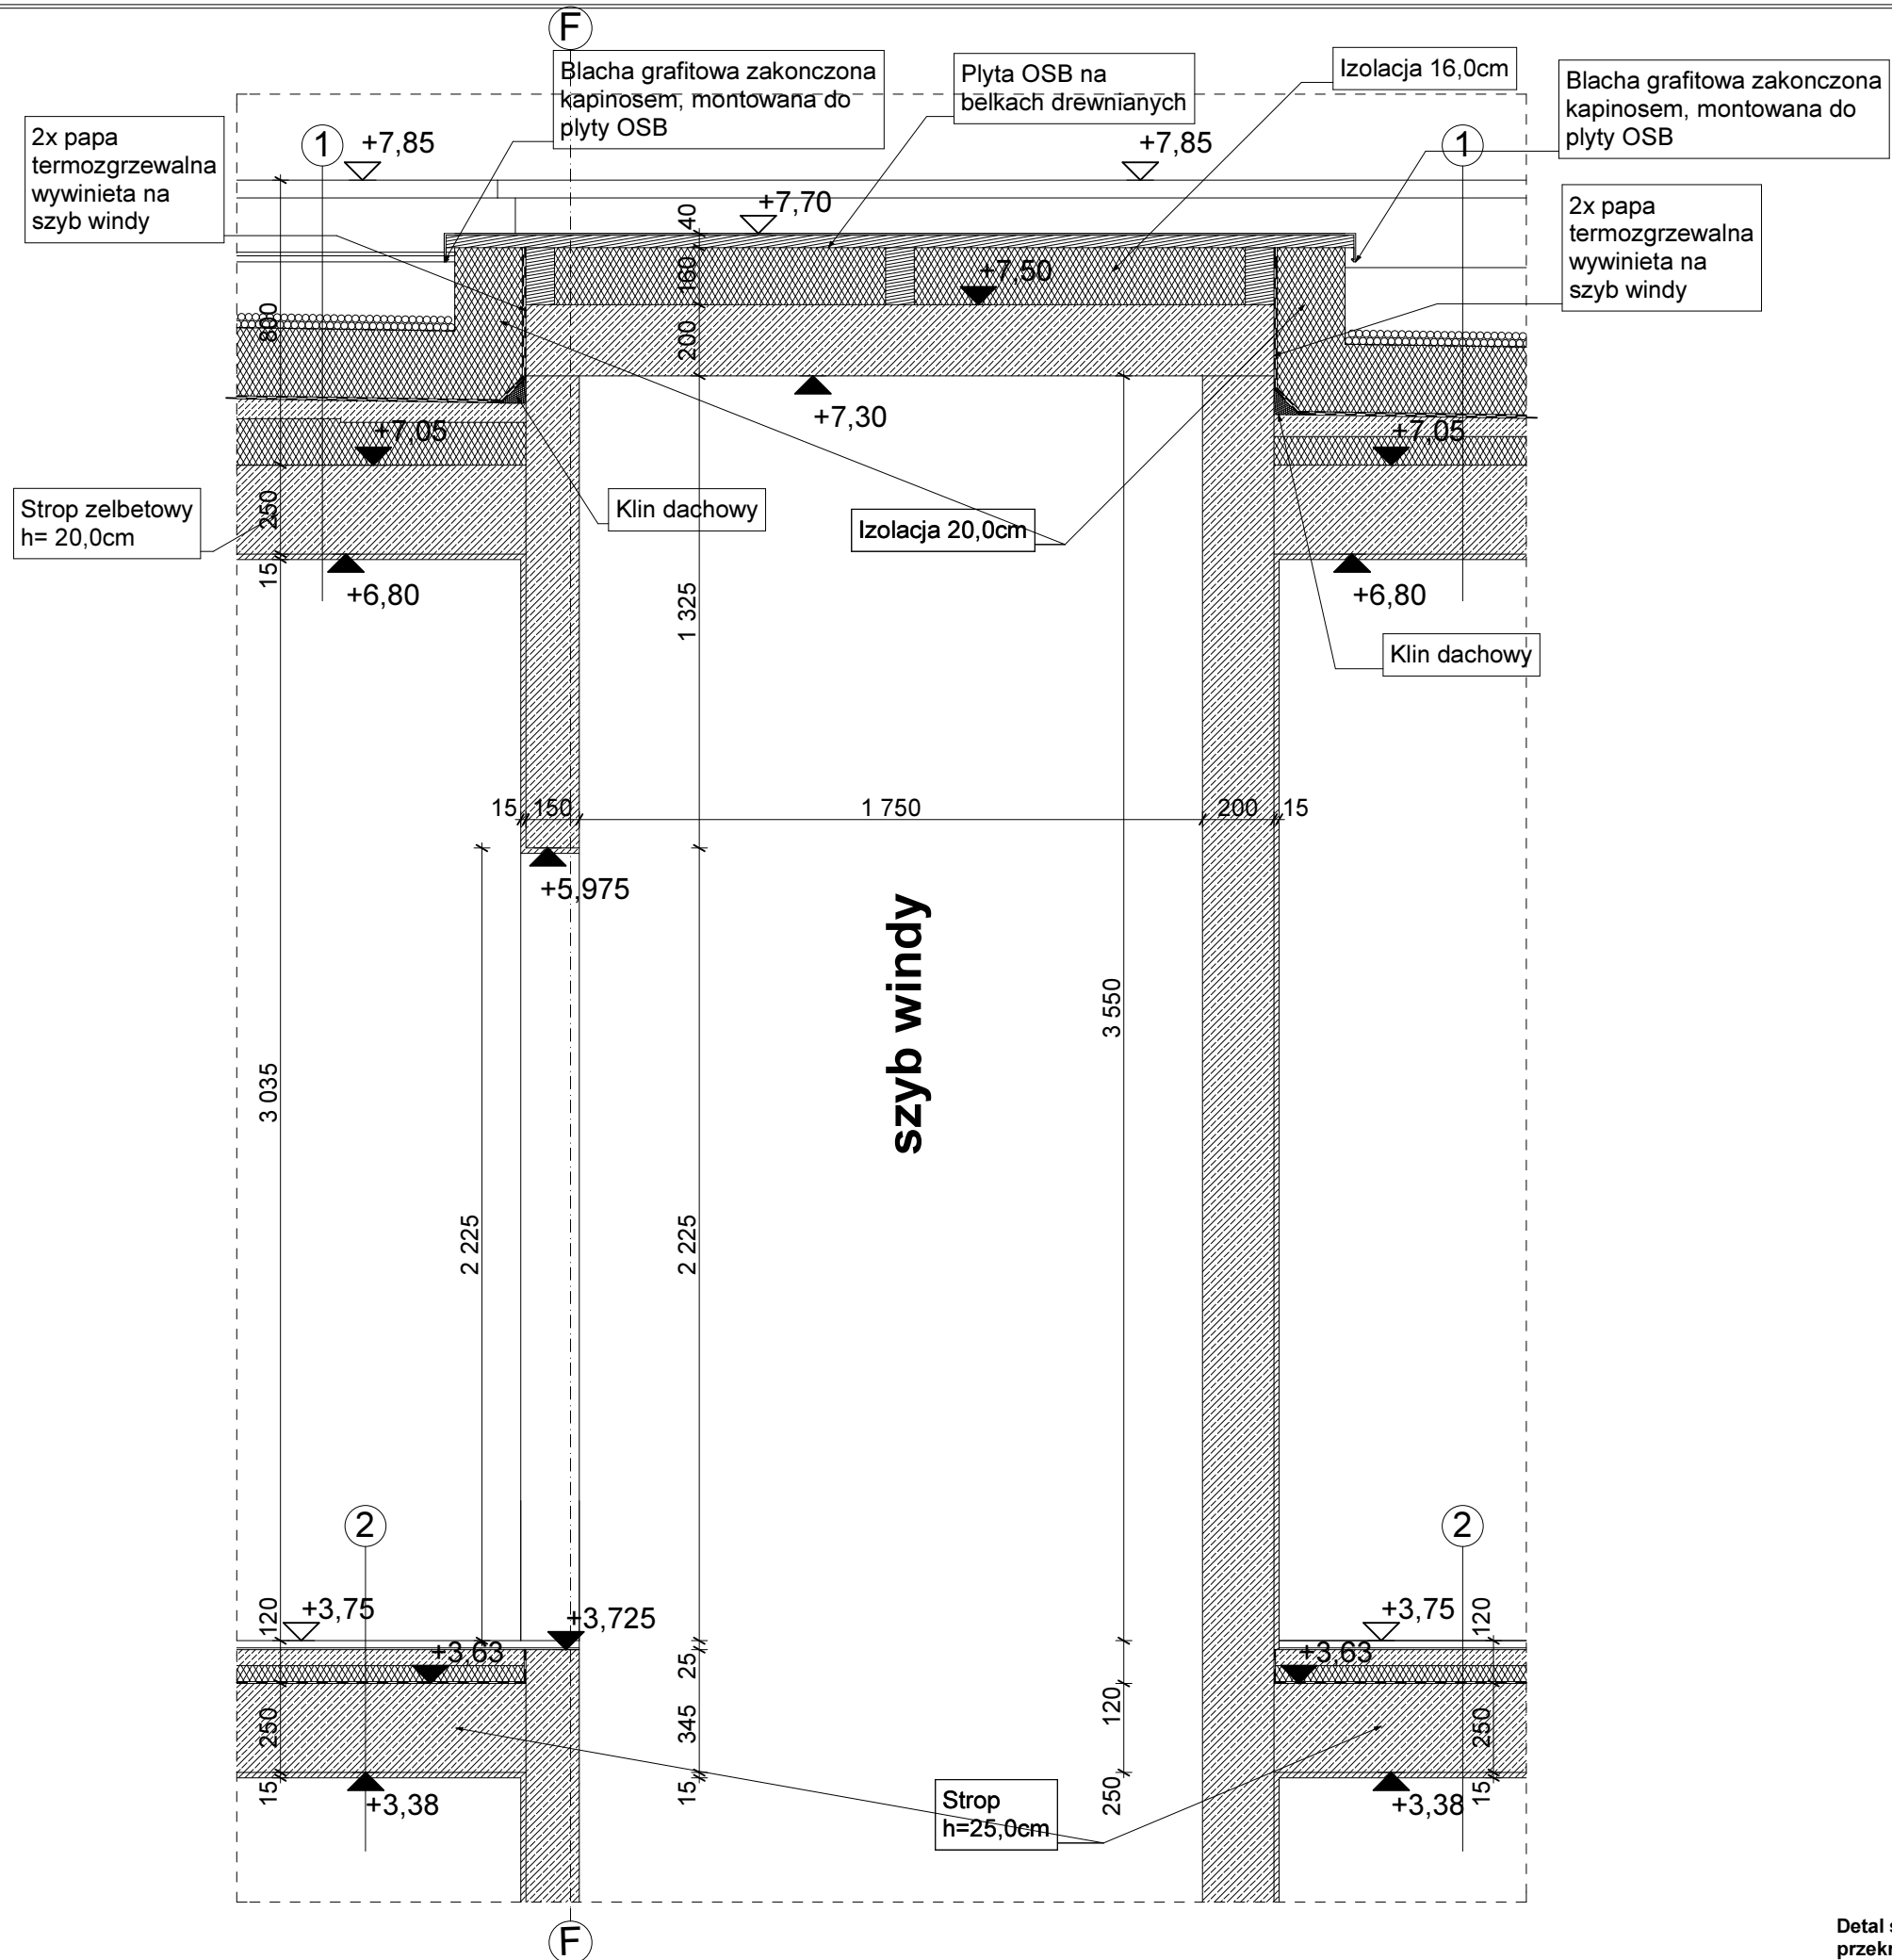 F
Blacha grafitowa zakonczona
kapinosem, montowana do
plyty OSB
Plyta OSB na
belkach drewnianych
Izolacja 16,0cm
Blacha grafitowa zakonczona
kapinosem, montowana do
plyty OSB
2x papa
termozgrzewalna
wywinieta na
szyb windy
1
+7,85
+7,85
1
2x papa
termozgrzewalna
wywinieta na
szyb windy
+7,70
40
160
+7,50
800
200
+7,30
+7,05
+7,05
Strop zelbetowy
h= 20,0cm
250
Klin dachowy
Izolacja 20,0cm
15
+6,80
+6,80
1 325
Klin dachowy
15
150
1 750
200
15
+5,975
szyb windy
3 550
3 035
2 225
2 225
2
2
120
+3,75
+3,725
+3,75
120
+3,63
25
+3,63
250
345
120
250
15
+3,38
15
250
+3,38
15
Strop
h=25,0cm
F
Detal
przekr